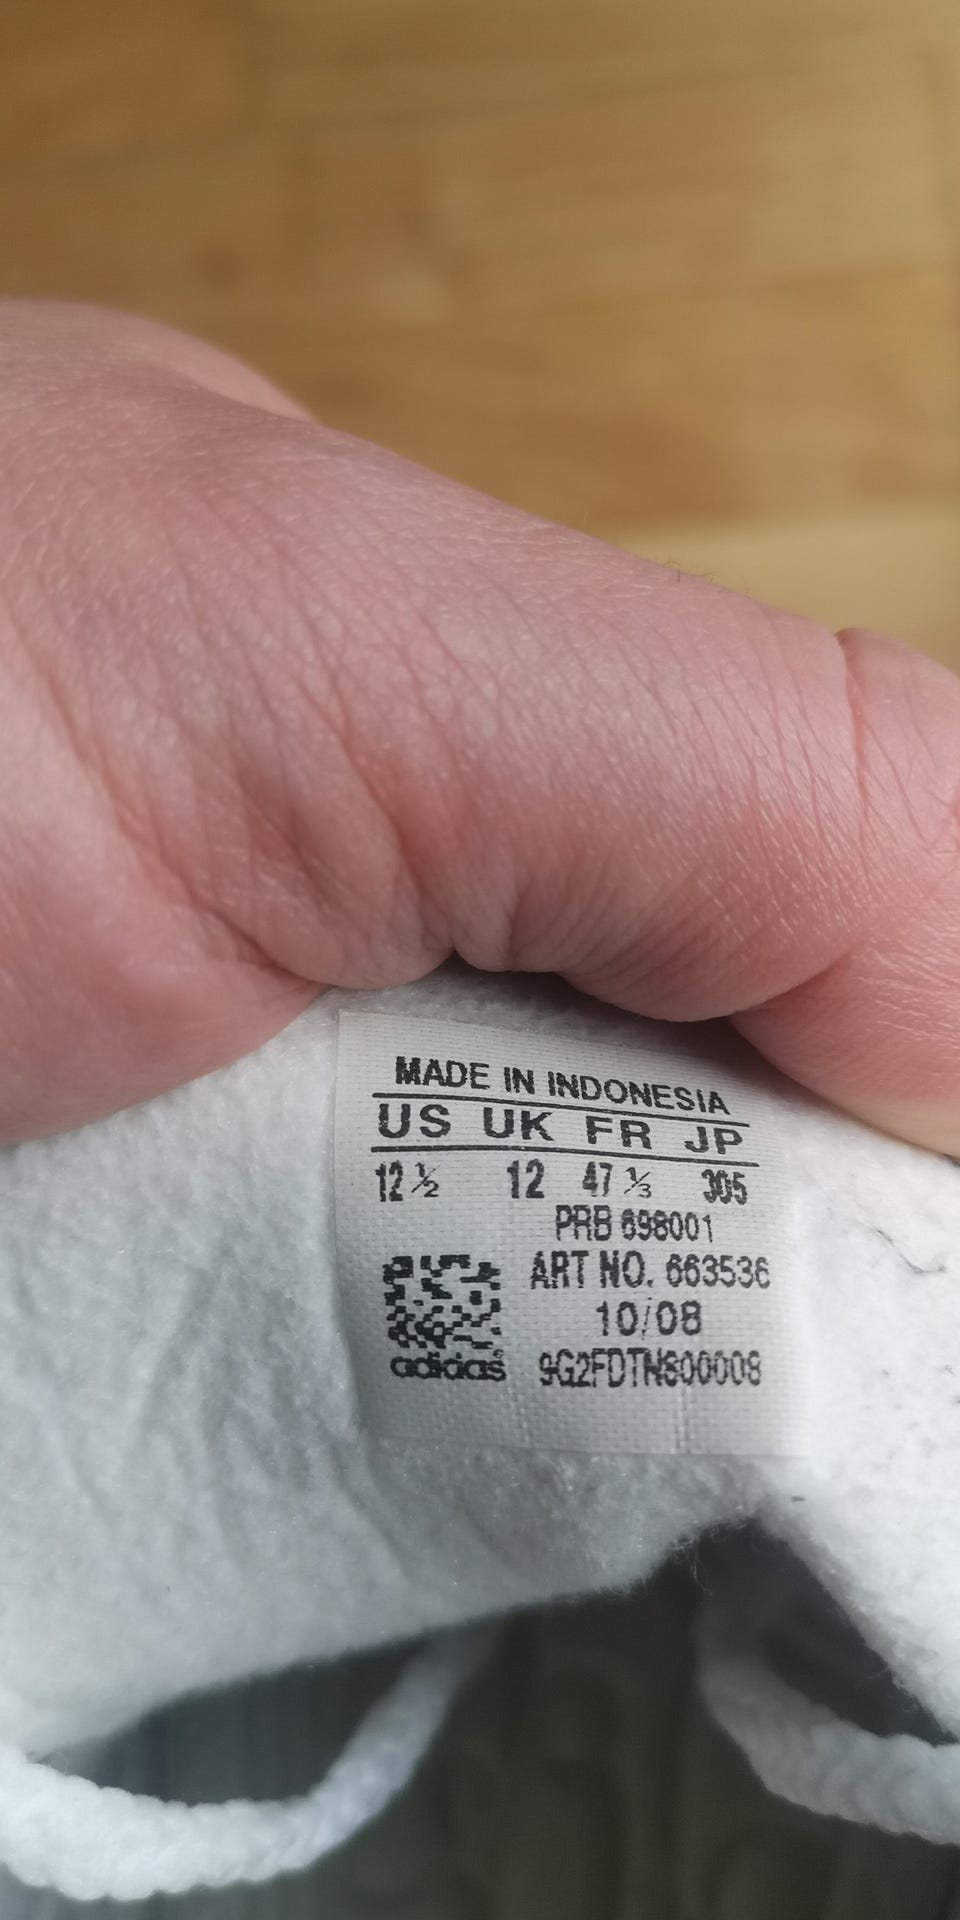 MADE IN INDONESIA
US UK FR JP
12 ½ 12 47 ⅓ 305
PRB 698001
ART NO. 663536
10/08
adidas 9G2FDTN800008